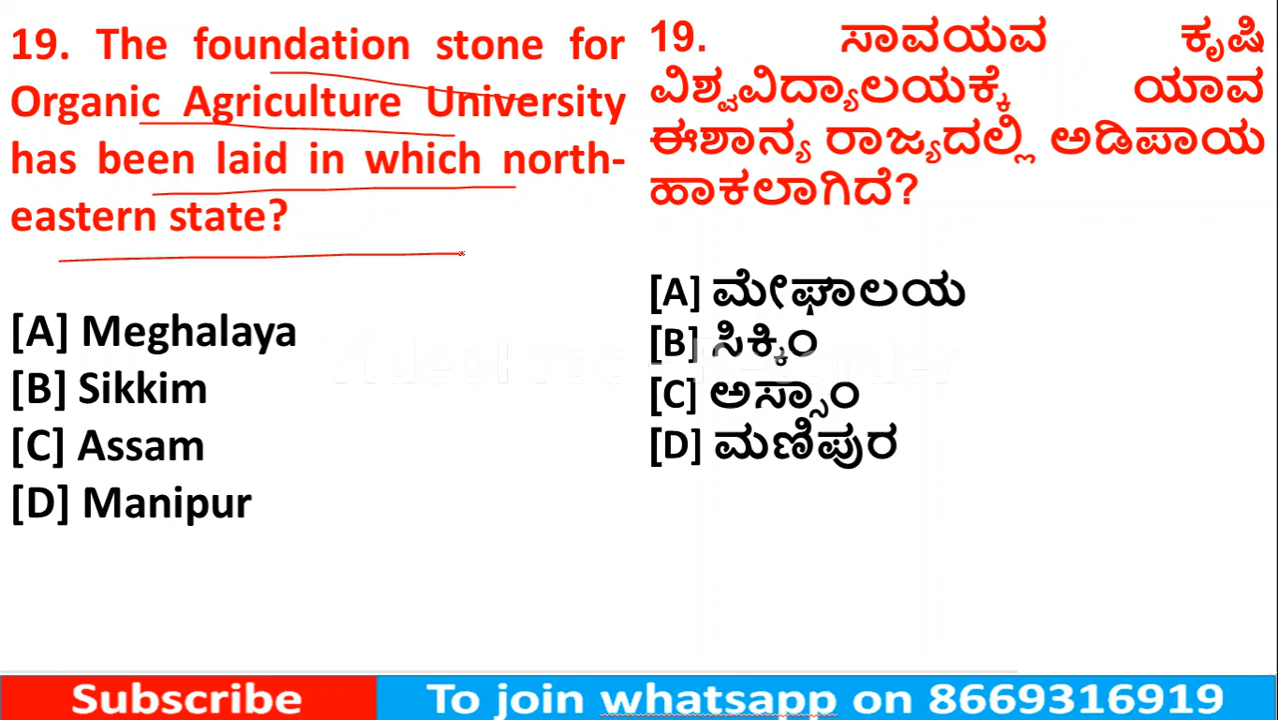 19. The foundation stone for
Organic Agriculture University
has been laid in which north-
eastern state?
[A] Meghalaya
[B] Sikkim
[C] Assam
[D] Manipur
19. ಸಾವಯವ ಕೃಷಿ
ವಿಶ್ವವಿದ್ಯಾಲಯಕ್ಕೆ ಯಾವ
ಈಶಾನ್ಯ ರಾಜ್ಯದಲ್ಲಿ ಅಡಿಪಾಯ
ಹಾಕಲಾಗಿದೆ?
[A] ಮೇಘಾಲಯ
[B] ಸಿಕ್ಕಿಂ
[C] ಅಸ್ಸಾಂ
[D] ಮಣಿಪುರ
Subscribe
To join whatsapp on 8669316919